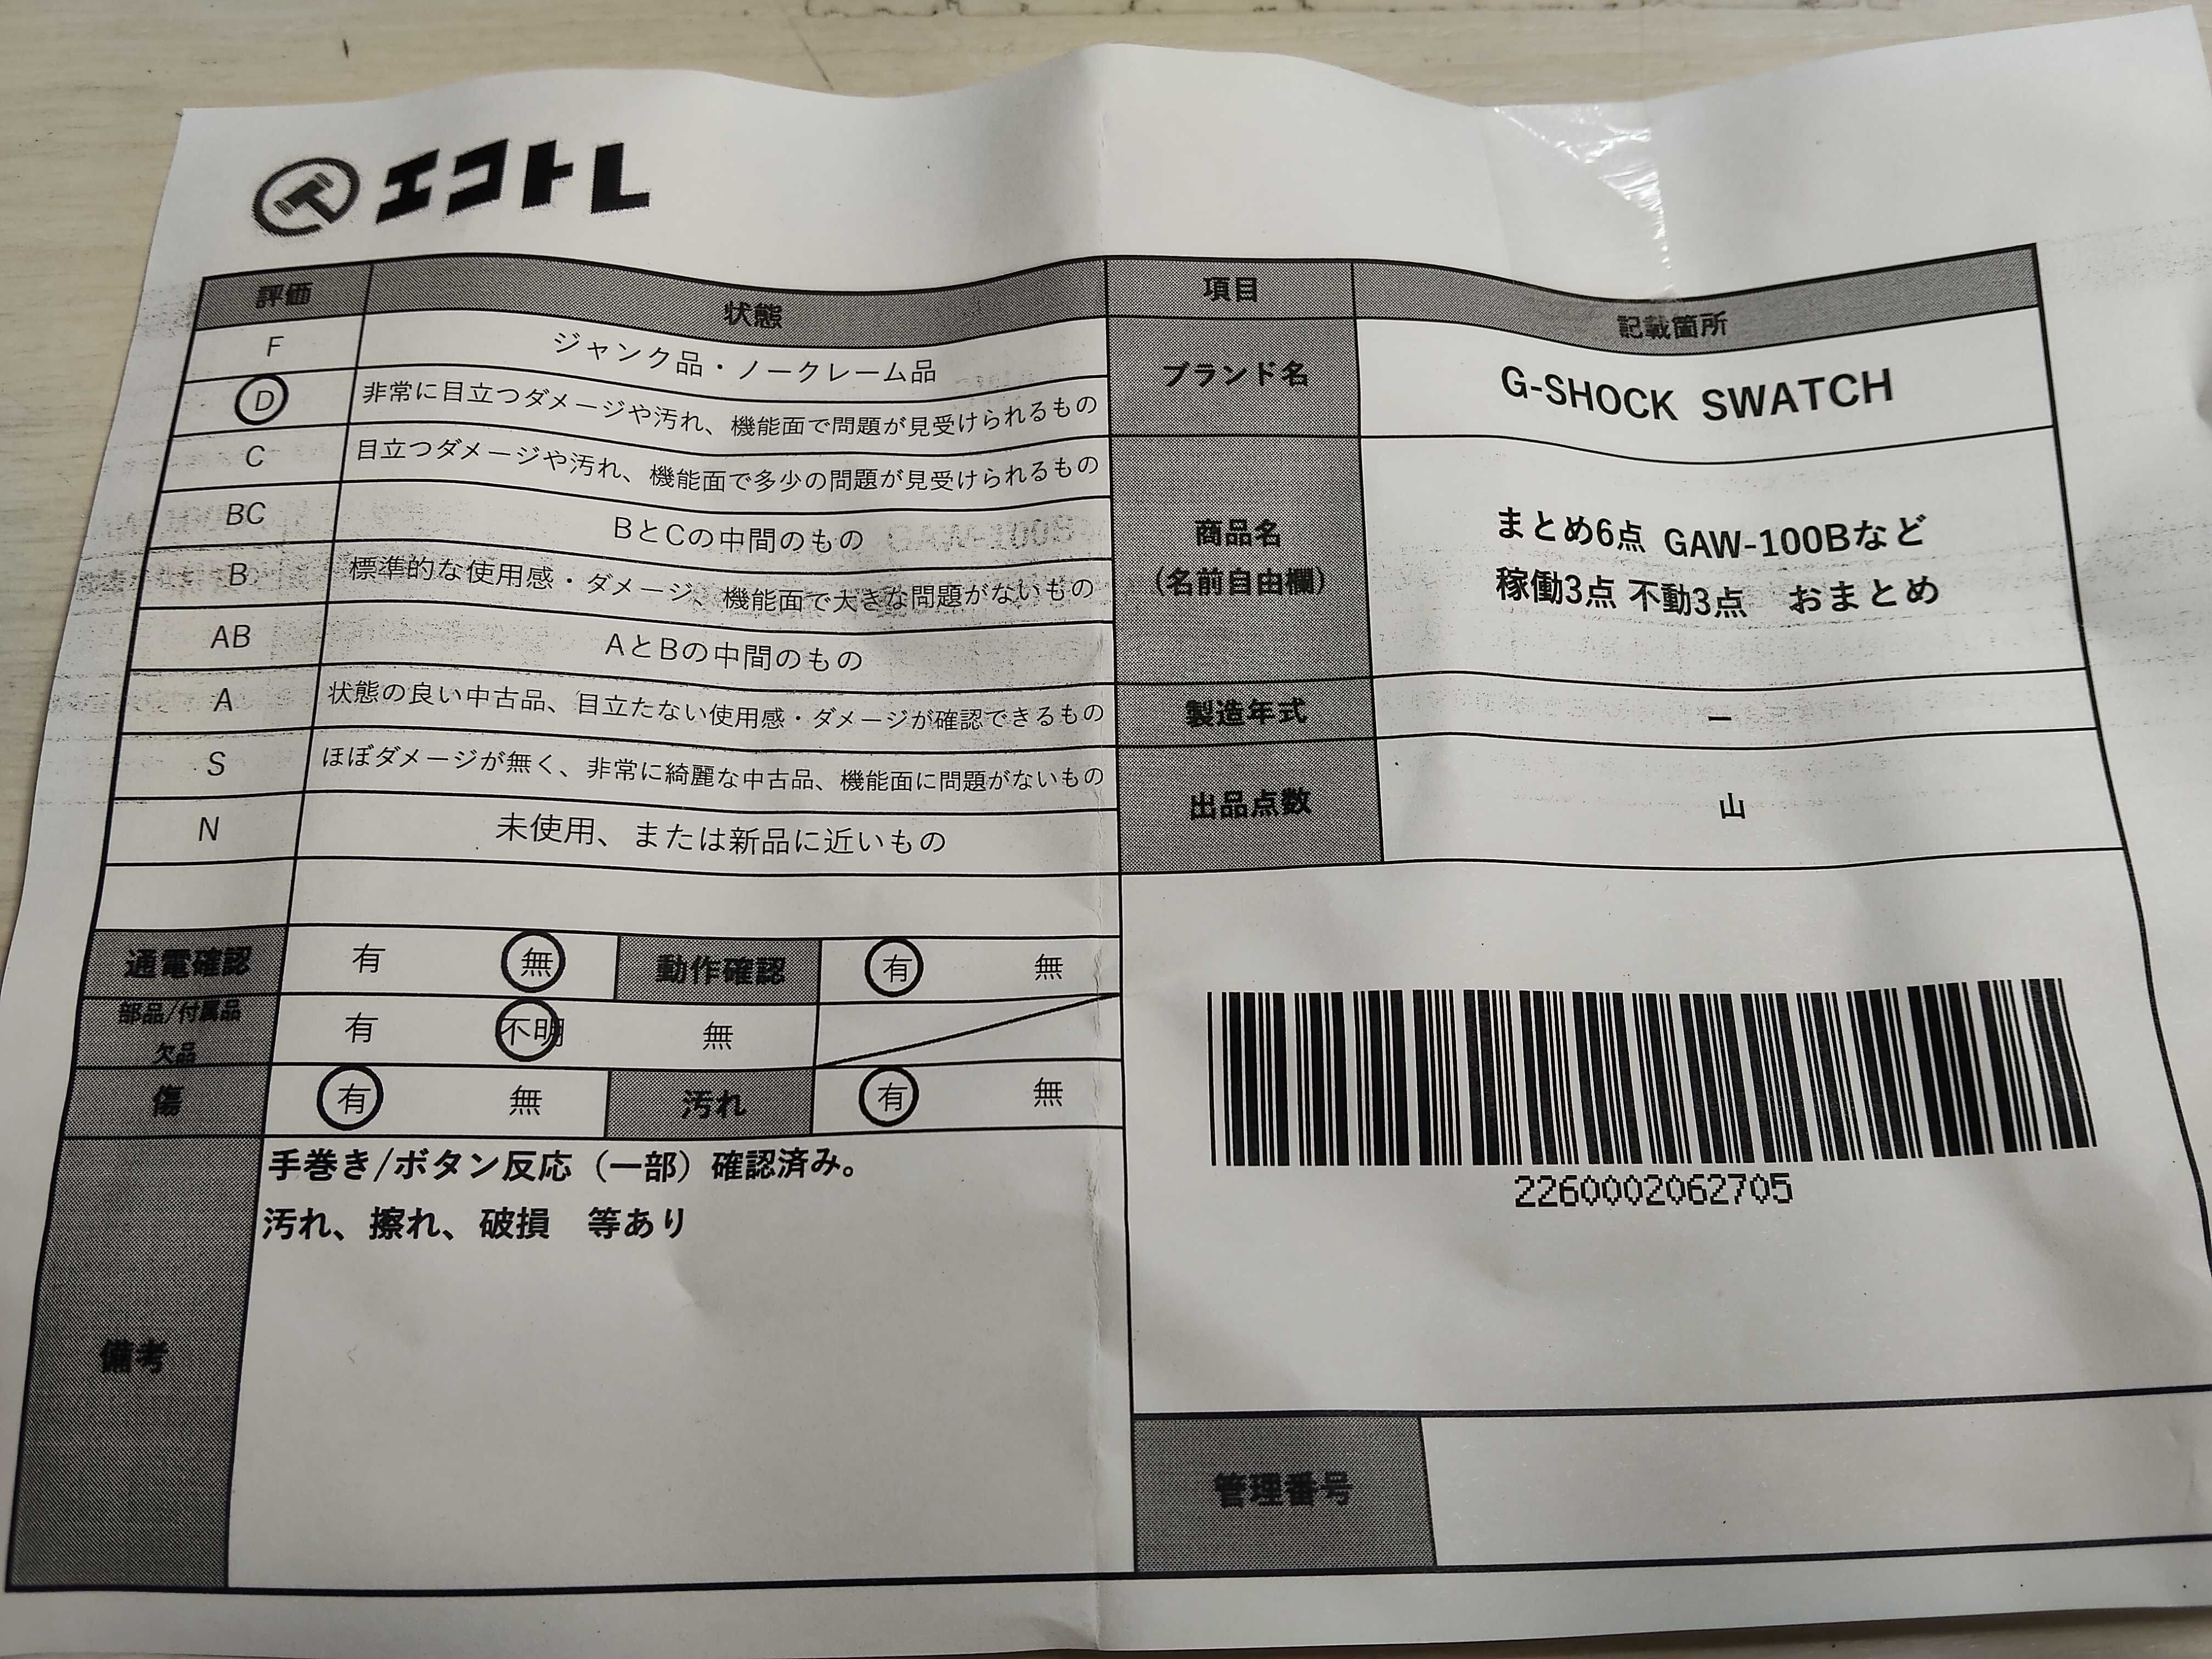 エコトレ
評価 状態
F ジャンク品・ノークレーム品
D 非常に目立つダメージや汚れ、機能面で問題が見受けられるもの
C 目立つダメージや汚れ、機能面で多少の問題が見受けられるもの
BC BとCの中間のもの
B 標準的な使用感・ダメージ、機能面で大きな問題がないもの
AB AとBの中間のもの
A 状態の良い中古品、目立たない使用感・ダメージが確認できるもの
S ほぼダメージが無く、非常に綺麗な中古品、機能面に問題がないもの
N 未使用、または新品に近いもの
通電確認 有 無 動作確認 有 無
部品/付属品
欠品 有 不明 無
傷 有 無 汚れ 有 無
備考
手巻き/ボタン反応（一部）確認済み。
汚れ、擦れ、破損　等あり
項目 記載箇所
ブランド名 G-SHOCK SWATCH
商品名
（名前自由欄）
まとめ6点 GAW-100Bなど
稼働3点 不動3点　おまとめ
製造年式 ー
出品点数 山
2260002062705
管理番号